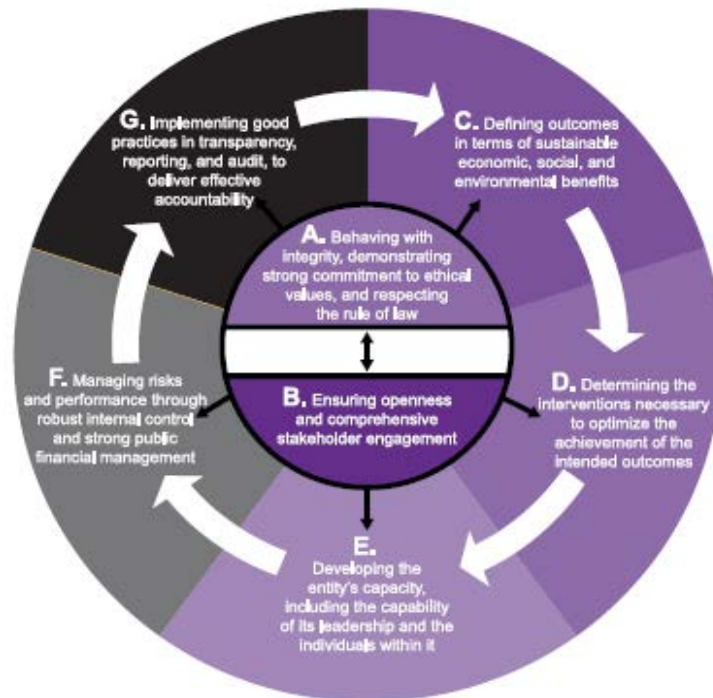 G. Implementing good
practices in transparency,
reporting, and audit, to
deliver effective
accountability
C. Defining outcomes
in terms of sustainable
economic, social, and
environmental benefits
A. Behaving with
integrity, demonstrating
strong commitment to ethical
values, and respecting
the rule of law
B. Ensuring openness
and comprehensive
stakeholder engagement
F. Managing risks
and performance through
robust internal control
and strong public
financial management
D. Determining the
interventions necessary
to optimize the
achievement of the
intended outcomes
E.
Developing the
entity's capacity,
including the capability
of its leadership and the
individuals within it